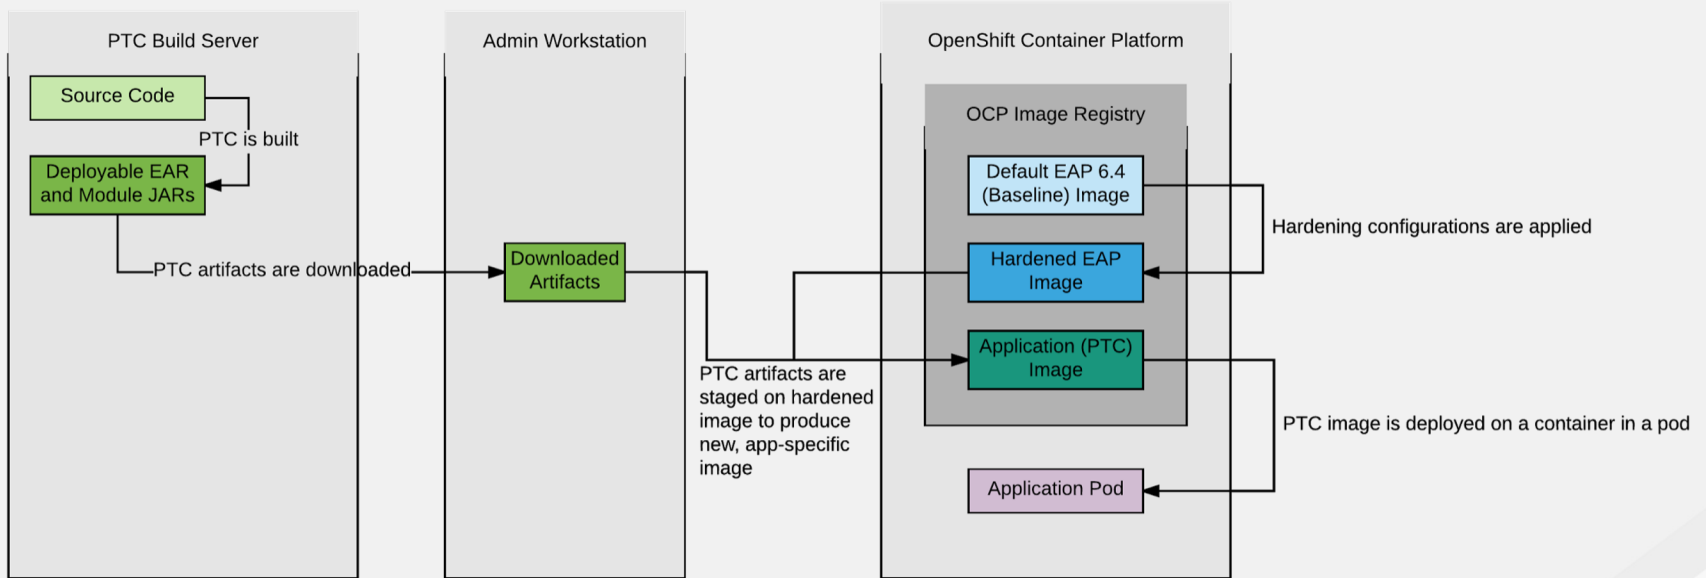 PTC Build Server
Source Code
PTC is built
Deployable EAR
and Module JARs
PTC artifacts are downloaded
Admin Workstation
Downloaded
Artifacts
PTC artifacts are
staged on hardened
image to produce
new, app-specific
image
OpenShift Container Platform
OCP Image Registry
Default EAP 6.4
(Baseline) Image
Hardening configurations are applied
Hardened EAP
Image
Application (PTC)
Image
PTC image is deployed on a container in a pod
Application Pod